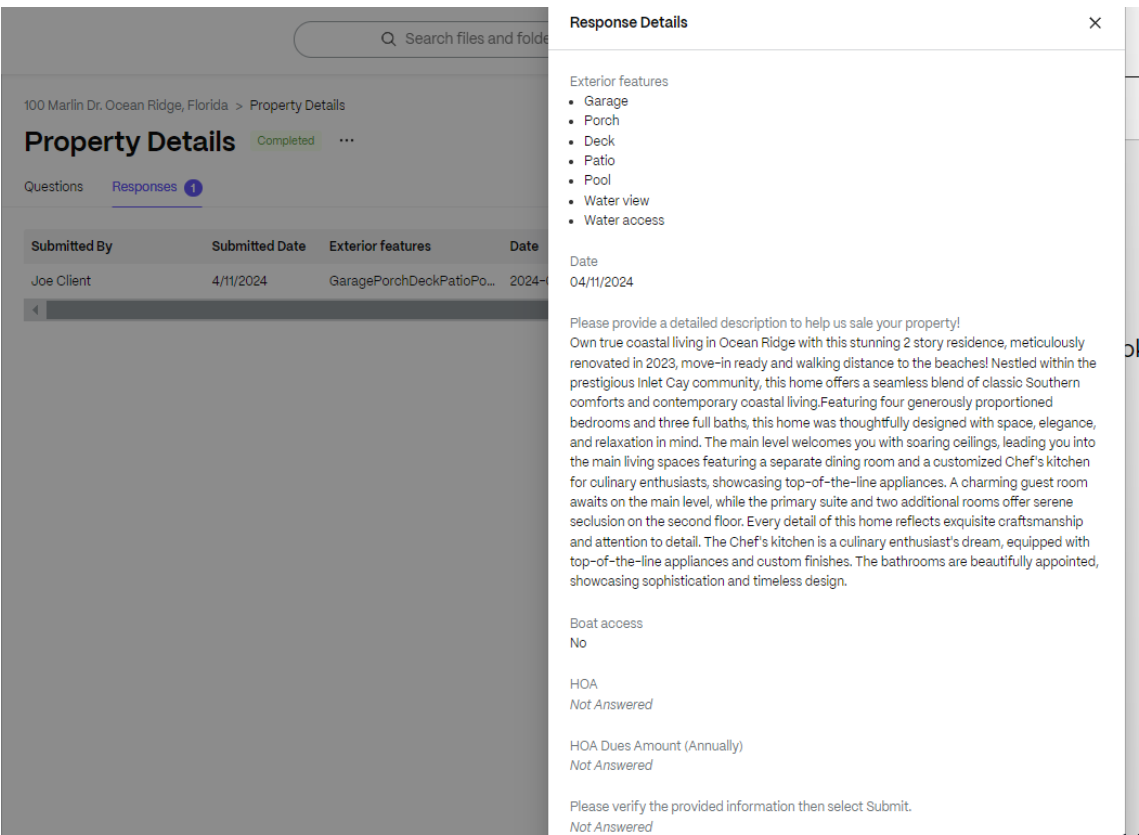 Search files and folde
100 Marlin Dr. Ocean Ridge, Florida > Property Details
Property Details Completed ...
Questions Responses 1
Submitted By Submitted Date Exterior features Date
Joe Client 4/11/2024 GaragePorchDeckPatioPo... 2024-
Response Details
Exterior features
• Garage
• Porch
• Deck
• Patio
• Pool
• Water view
• Water access
Date
04/11/2024
Please provide a detailed description to help us sale your property!
Own true coastal living in Ocean Ridge with this stunning 2 story residence, meticulously
renovated in 2023, move-in ready and walking distance to the beaches! Nestled within the
prestigious Inlet Cay community, this home offers a seamless blend of classic Southern
comforts and contemporary coastal living.Featuring four generously proportioned
bedrooms and three full baths, this home was thoughtfully designed with space, elegance,
and relaxation in mind. The main level welcomes you with soaring ceilings, leading you into
the main living spaces featuring a separate dining room and a customized Chef's kitchen
for culinary enthusiasts, showcasing top-of-the-line appliances. A charming guest room
awaits on the main level, while the primary suite and two additional rooms offer serene
seclusion on the second floor. Every detail of this home reflects exquisite craftsmanship
and attention to detail. The Chef's kitchen is a culinary enthusiast's dream, equipped with
top-of-the-line appliances and custom finishes. The bathrooms are beautifully appointed,
showcasing sophistication and timeless design.
Boat access
No
HOA
Not Answered
HOA Dues Amount (Annually)
Not Answered
Please verify the provided information then select Submit.
Not Answered